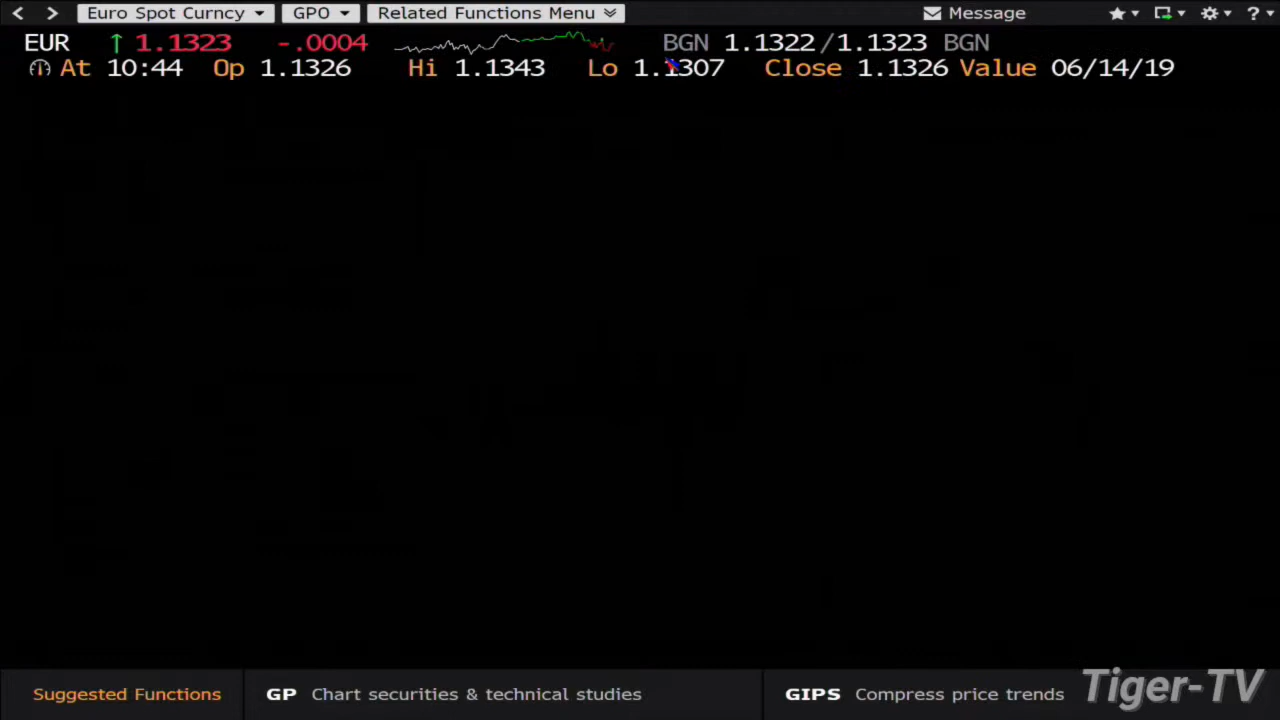 Euro Spot Curncy GPO Related Functions Menu Message ?
EUR ↑ 1.1323 -.0004 BGN 1.1322/1.1323 BGN
At 10:44 Op 1.1326 Hi 1.1343 Lo 1.1307 Close 1.1326 Value 06/14/19
Suggested Functions GP Chart securities & technical studies GIPS Compress price trends
Tiger-TV